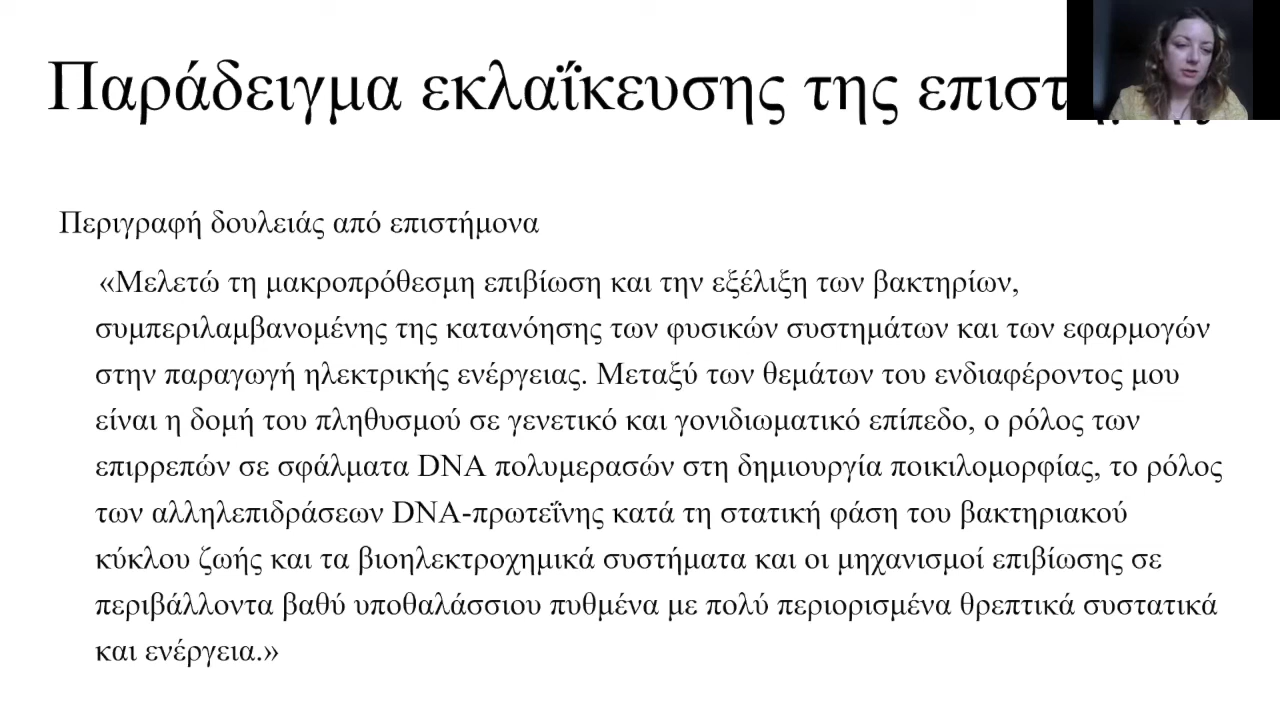 Παράδειγμα εκλαΐκευσης της
Περιγραφή δουλειάς από επιστήμονα
«Μελετώ τη μακροπρόθεσμη επιβίωση και την εξέλιξη των βακτηρίων,
συμπεριλαμβανομένης της κατανόησης των φυσικών συστημάτων και των εφαρμογών
στην παραγωγή ηλεκτρικής ενέργειας. Μεταξύ των θεμάτων του ενδιαφέροντος μου
είναι η δομή του πληθυσμού σε γενετικό και γονιδιωματικό επίπεδο, ο ρόλος των
επιρρεπών σε σφάλματα DNA πολυμερασών στη δημιουργία ποικιλομορφίας, το ρόλος
των αλληλεπιδράσεων DNA-πρωτεΐνης κατά τη στατική φάση του βακτηριακού
κύκλου ζωής και τα βιοηλεκτροχημικά συστήματα και οι μηχανισμοί επιβίωσης σε
περιβάλλοντα βαθύ υποθαλάσσιου πυθμένα με πολύ περιορισμένα θρεπτικά συστατικά
και ενέργεια.»